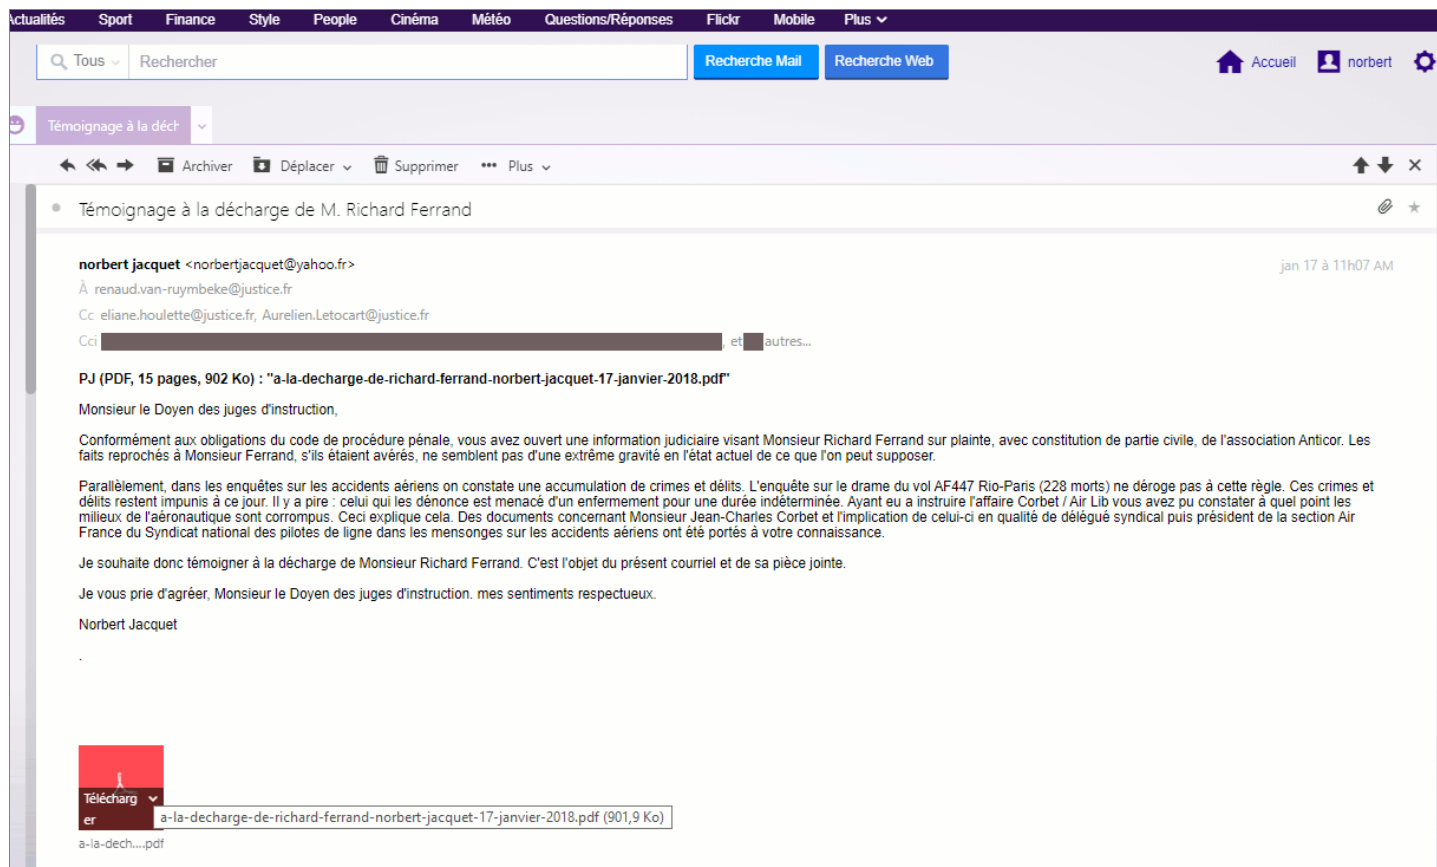 Actualités Sport Finance Style People Cinéma Météo Questions/Réponses Flickr Mobile Plus
Tous Rechercher Recherche Mail Recherche Web Accueil norbert
Témoignage à la déch
Archiver Déplacer Supprimer ••• Plus
Témoignage à la décharge de M. Richard Ferrand
norbert jacquet <norbertjacquet@yahoo.fr> jan 17 à 11h07 AM
À renaud.van-ruymbeke@justice.fr
Cc eliane.houlette@justice.fr, Aurelien.Letocart@justice.fr
Cci , et autres...
PJ (PDF, 15 pages, 902 Ko) : "a-la-decharge-de-richard-ferrand-norbert-jacquet-17-janvier-2018.pdf"
Monsieur le Doyen des juges d'instruction,
Conformément aux obligations du code de procédure pénale, vous avez ouvert une information judiciaire visant Monsieur Richard Ferrand sur plainte, avec constitution de partie civile, de l'association Anticor. Les
faits reprochés à Monsieur Ferrand, s'ils étaient avérés, ne semblent pas d'une extrême gravité en l'état actuel de ce que l'on peut supposer.
Parallèlement, dans les enquêtes sur les accidents aériens on constate une accumulation de crimes et délits. L'enquête sur le drame du vol AF447 Rio-Paris (228 morts) ne déroge pas à cette règle. Ces crimes et
délits restent impunis à ce jour. Il y a pire : celui qui les dénonce est menacé d'un enfermement pour une durée indéterminée. Ayant eu a instruire l'affaire Corbet / Air Lib vous avez pu constater à quel point les
milieux de l'aéronautique sont corrompus. Ceci explique cela. Des documents concernant Monsieur Jean-Charles Corbet et l'implication de celui-ci en qualité de délégué syndical puis président de la section Air
France du Syndicat national des pilotes de ligne dans les mensonges sur les accidents aériens ont été portés à votre connaissance.
Je souhaite donc témoigner à la décharge de Monsieur Richard Ferrand. C'est l'objet du présent courriel et de sa pièce jointe.
Je vous prie d'agréer, Monsieur le Doyen des juges d'instruction. mes sentiments respectueux.
Norbert Jacquet
.
Télécharg
er
a-la-decharge-de-richard-ferrand-norbert-jacquet-17-janvier-2018.pdf (901,9 Ko)
a-la-dech....pdf